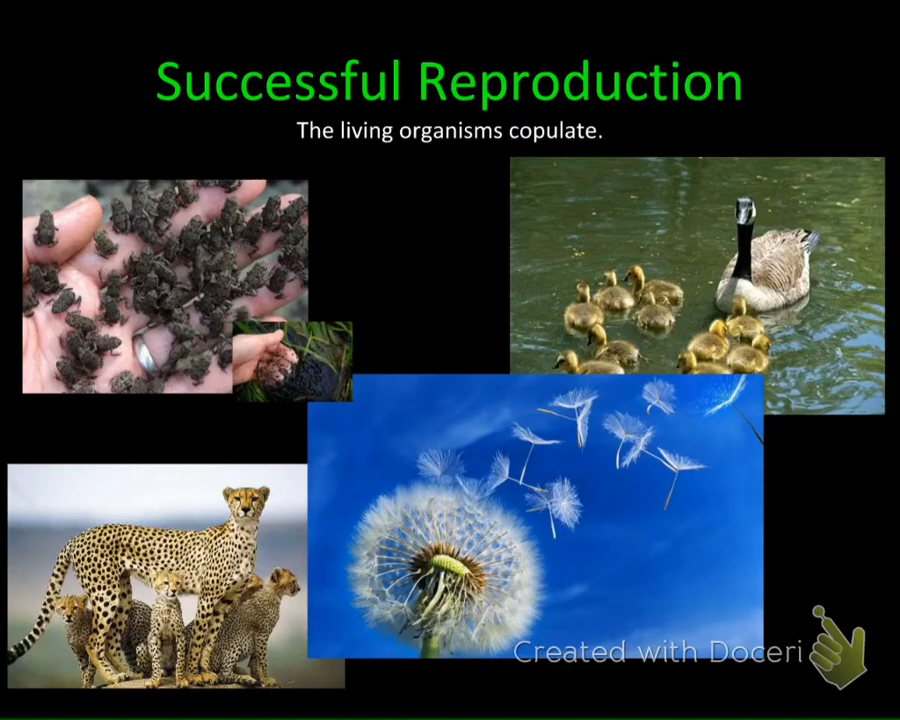 Successful Reproduction
The living organisms copulate.
Created with Doceri